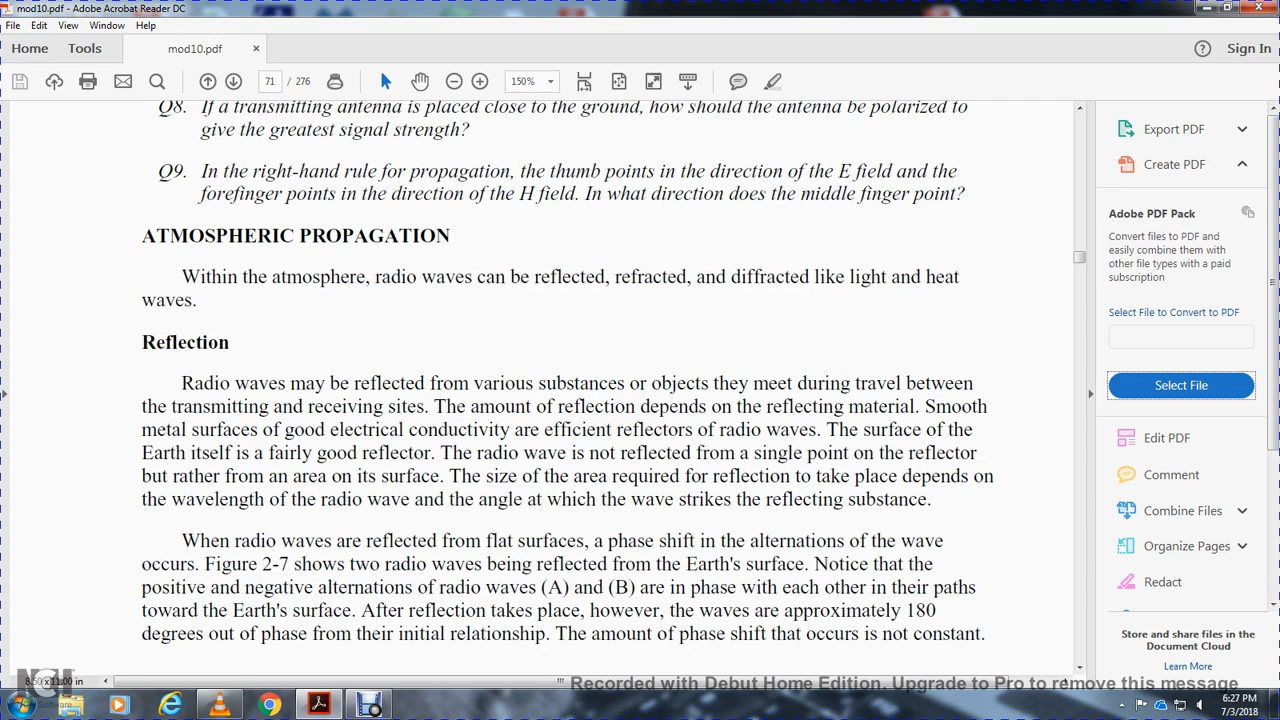 mod10.pdf - Adobe Acrobat Reader DC
File Edit View Window Help
Home Tools mod10.pdf × Sign In
71 / 276 150%
Q8. If a transmitting antenna is placed close to the ground, how should the antenna be polarized to
give the greatest signal strength?
Q9. In the right-hand rule for propagation, the thumb points in the direction of the E field and the
forefinger points in the direction of the H field. In what direction does the middle finger point?
ATMOSPHERIC PROPAGATION
Within the atmosphere, radio waves can be reflected, refracted, and diffracted like light and heat
waves.
Reflection
Radio waves may be reflected from various substances or objects they meet during travel between
the transmitting and receiving sites. The amount of reflection depends on the reflecting material. Smooth
metal surfaces of good electrical conductivity are efficient reflectors of radio waves. The surface of the
Earth itself is a fairly good reflector. The radio wave is not reflected from a single point on the reflector
but rather from an area on its surface. The size of the area required for reflection to take place depends on
the wavelength of the radio wave and the angle at which the wave strikes the reflecting substance.
When radio waves are reflected from flat surfaces, a phase shift in the alternations of the wave
occurs. Figure 2-7 shows two radio waves being reflected from the Earth's surface. Notice that the
positive and negative alternations of radio waves (A) and (B) are in phase with each other in their paths
toward the Earth's surface. After reflection takes place, however, the waves are approximately 180
degrees out of phase from their initial relationship. The amount of phase shift that occurs is not constant.
Export PDF
Create PDF
Adobe PDF Pack
Convert files to PDF and
easily combine them with
other file types with a paid
subscription
Select File to Convert to PDF
Select File
Edit PDF
Comment
Combine Files
Organize Pages
Redact
Store and share files in the
Document Cloud
Learn More
8.50 x 11.00 in
NCH
Software
Recorded with Debut Home Edition. Upgrade to Pro to remove this message
6:27 PM
7/3/2018